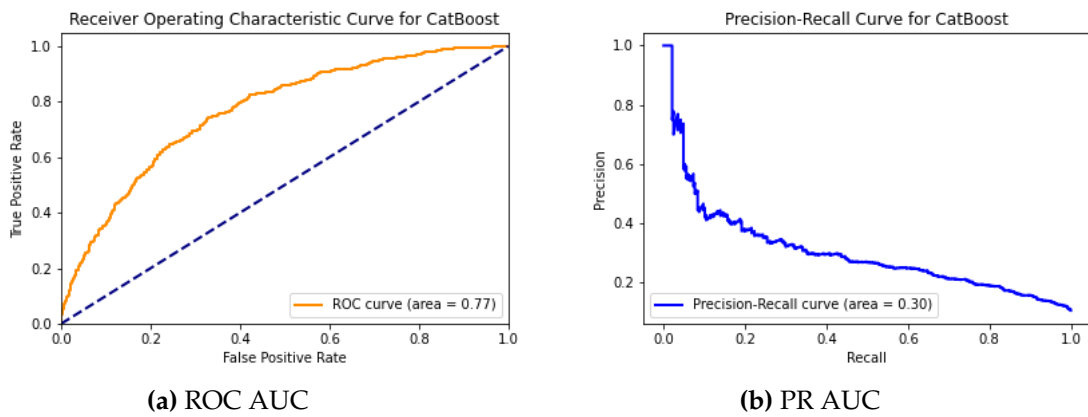 Receiver Operating Characteristic Curve for CatBoost
1.0
0.8
0.6
0.4
0.2
0.0
True Positive Rate
ROC curve (area = 0.77)
0.0 0.2 0.4 0.6 0.8 1.0
False Positive Rate
(a) ROC AUC
Precision-Recall Curve for CatBoost
1.0
0.8
0.6
0.4
0.2
Precision
Precision-Recall curve (area = 0.30)
0.0 0.2 0.4 0.6 0.8 1.0
Recall
(b) PR AUC